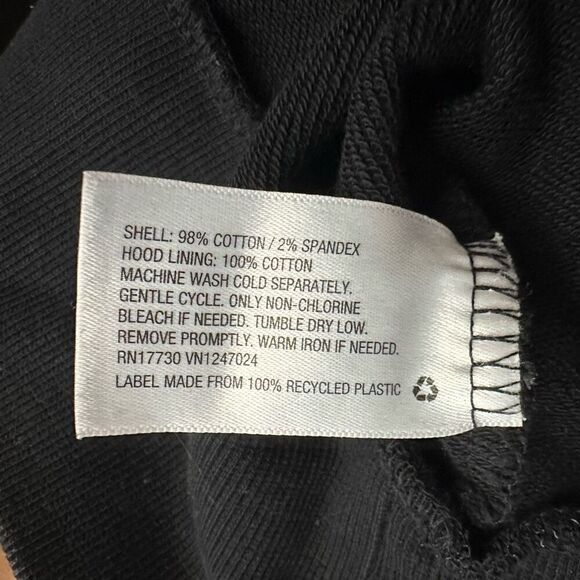 SHELL: 98% COTTON / 2% SPANDEX
HOOD LINING: 100% COTTON
MACHINE WASH COLD SEPARATELY.
GENTLE CYCLE. ONLY NON-CHLORINE
BLEACH IF NEEDED. TUMBLE DRY LOW.
REMOVE PROMPTLY. WARM IRON IF NEEDED.
RN17730 VN1247024
LABEL MADE FROM 100% RECYCLED PLASTIC